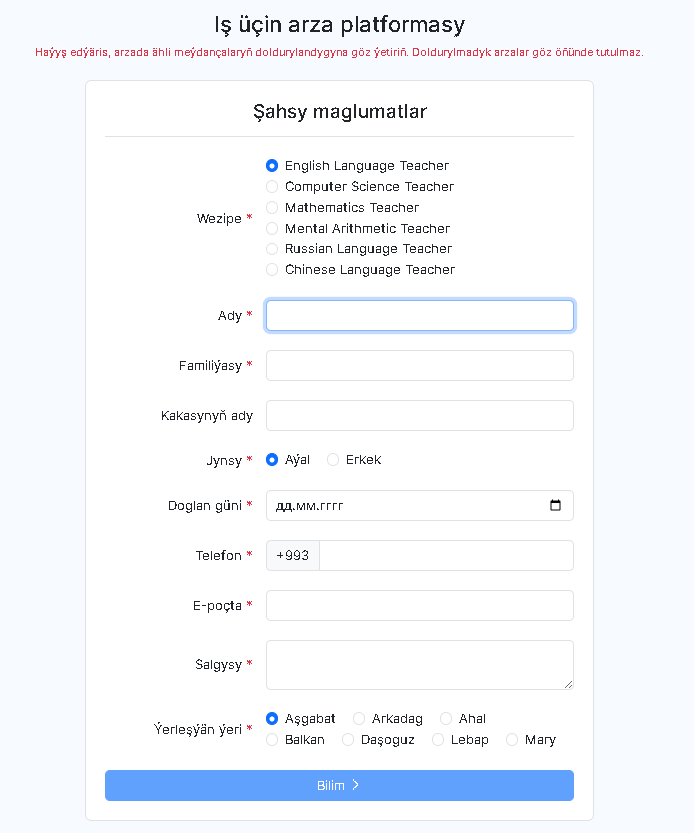 Iş üçin arza platformasy
Haýyş edýäris, arzada ähli meýdançalaryň doldurylandygyna göz ýetiriň. Doldurylmadyk arzalar göz öňünde tutulmaz.
Şahsy maglumatlar
Wezipe *
English Language Teacher
Computer Science Teacher
Mathematics Teacher
Mental Arithmetic Teacher
Russian Language Teacher
Chinese Language Teacher
Ady *
Familiýasy *
Kakasynyň ady
Jynsy * Aýal Erkek
Doglan güni * дд.мм.гггг
Telefon * +993
E-poçta *
Salgysy *
Ýerleşýän ýeri *
Aşgabat Arkadag Ahal
Balkan Daşoguz Lebap Mary
Bilim